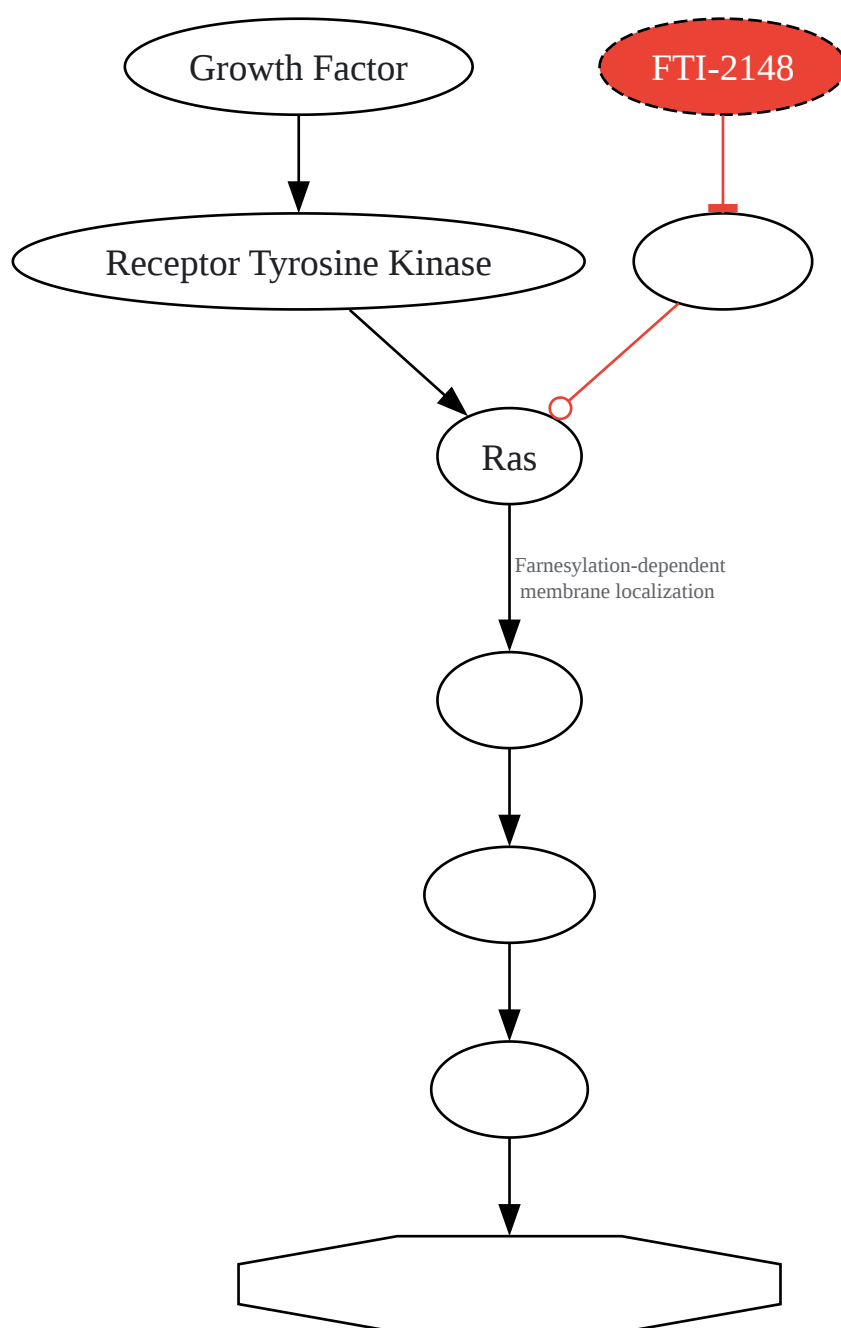 Growth Factor
FTI-2148
Receptor Tyrosine Kinase
Ras
Farnesylation-dependent
membrane localization